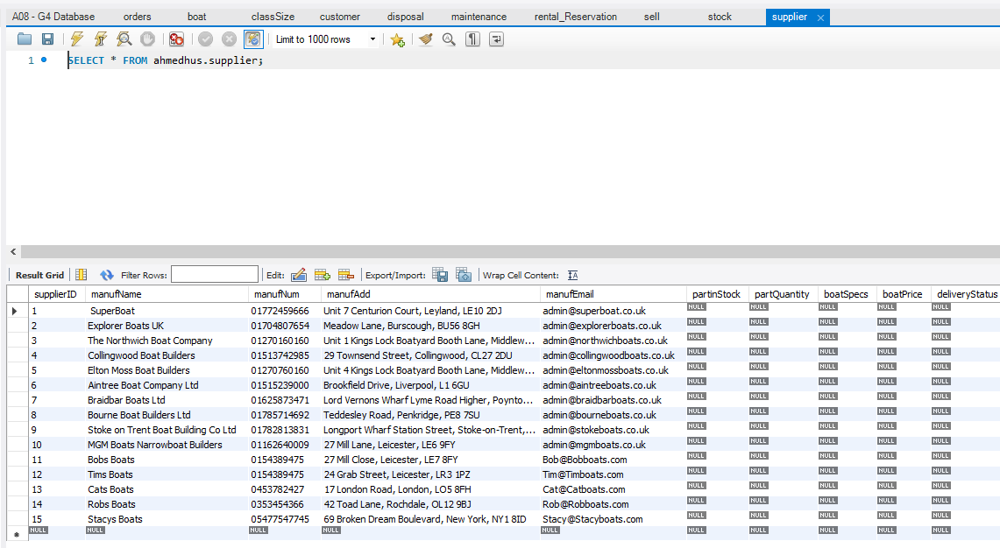 A08 - G4 Database orders boat classSize customer disposal maintenance rental_Reservation sell stock supplier
Limit to 1000 rows
1 SELECT * FROM ahmedhus.supplier;
Result Grid Filter Rows: Edit: Export/Import: Wrap Cell Content:
supplierID manufName manufNum manufAdd manufEmail partinStock partQuantity boatSpecs boatPrice deliveryStatus
1 SuperBoat 01772459666 Unit 7 Centurion Court, Leyland, LE10 2DJ admin@superboat.co.uk NULL NULL NULL NULL NULL
2 Explorer Boats UK 01704807654 Meadow Lane, Burscough, BU56 8GH admin@explorerboats.co.uk NULL NULL NULL NULL NULL
3 The Northwich Boat Company 01270160160 Unit 1 Kings Lock Boatyard Booth Lane, Middlew... admin@northwichboats.co.uk NULL NULL NULL NULL NULL
4 Collingwood Boat Builders 01513742985 29 Townsend Street, Collingwood, CL27 2DU admin@collingwoodboats.co.uk NULL NULL NULL NULL NULL
5 Elton Moss Boat Builders 01270760160 Unit 4 Kings Lock Boatyard Booth Lane, Middlew... admin@eltonmossboats.co.uk NULL NULL NULL NULL NULL
6 Aintree Boat Company Ltd 01515239000 Brookfield Drive, Liverpool, L1 6GU admin@aintreeboats.co.uk NULL NULL NULL NULL NULL
7 Braidbar Boats Ltd 01625873471 Lord Vernons Wharf Lyme Road Higher, Poynto... admin@braidbarboats.co.uk NULL NULL NULL NULL NULL
8 Bourne Boat Builders Ltd 01785714692 Teddesley Road, Penkridge, PE8 7SU admin@bourneboats.co.uk NULL NULL NULL NULL NULL
9 Stoke on Trent Boat Building Co Ltd 01782813831 Longport Wharf Station Street, Stoke-on-Trent,... admin@stokeboats.co.uk NULL NULL NULL NULL NULL
10 MGM Boats Narrowboat Builders 01162640009 27 Mill Lane, Leicester, LE6 9FY admin@mgmboats.co.uk NULL NULL NULL NULL NULL
11 Bobs Boats 0154389475 27 Mill Close, Leicester, LE7 8FY Bob@Bobboats.com NULL NULL NULL NULL NULL
12 Tims Boats 0154389475 24 Grab Street, Leicester, LR3 1PZ Tim@Timboats.com NULL NULL NULL NULL NULL
13 Cats Boats 0453782427 17 London Road, London, LO5 8FH Cat@Catboats.com NULL NULL NULL NULL NULL
14 Robs Boats 0353454366 42 Toad Lane, Rochdale, OL12 9BJ Rob@Robboats.com NULL NULL NULL NULL NULL
15 Stacys Boats 05477547745 69 Broken Dream Boulevard, New York, NY1 8ID Stacy@Stacyboats.com NULL NULL NULL NULL NULL
NULL NULL NULL NULL NULL NULL NULL NULL NULL NULL